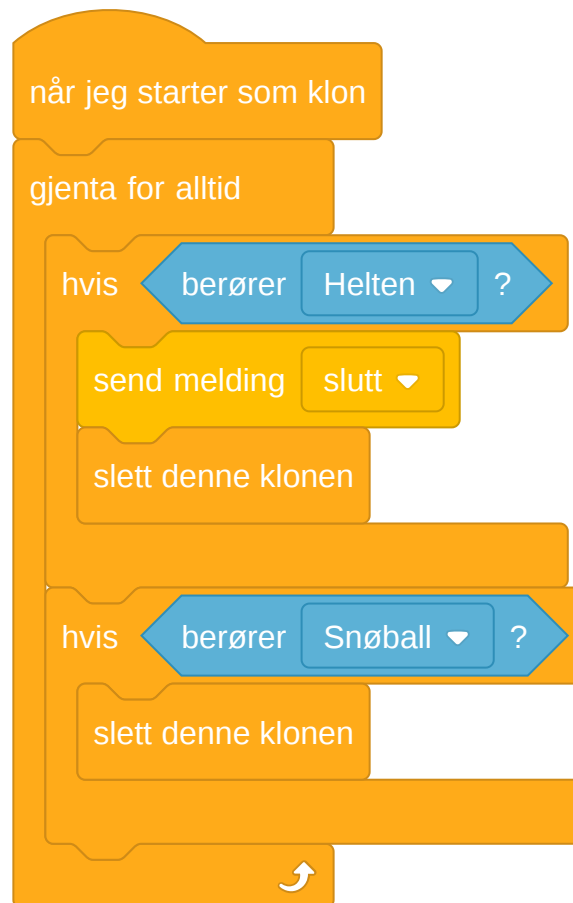 når jeg starter som klon
gjenta for alltid
hvis berører Helten ?
send melding slutt
slett denne klonen
hvis berører Snøball ?
slett denne klonen